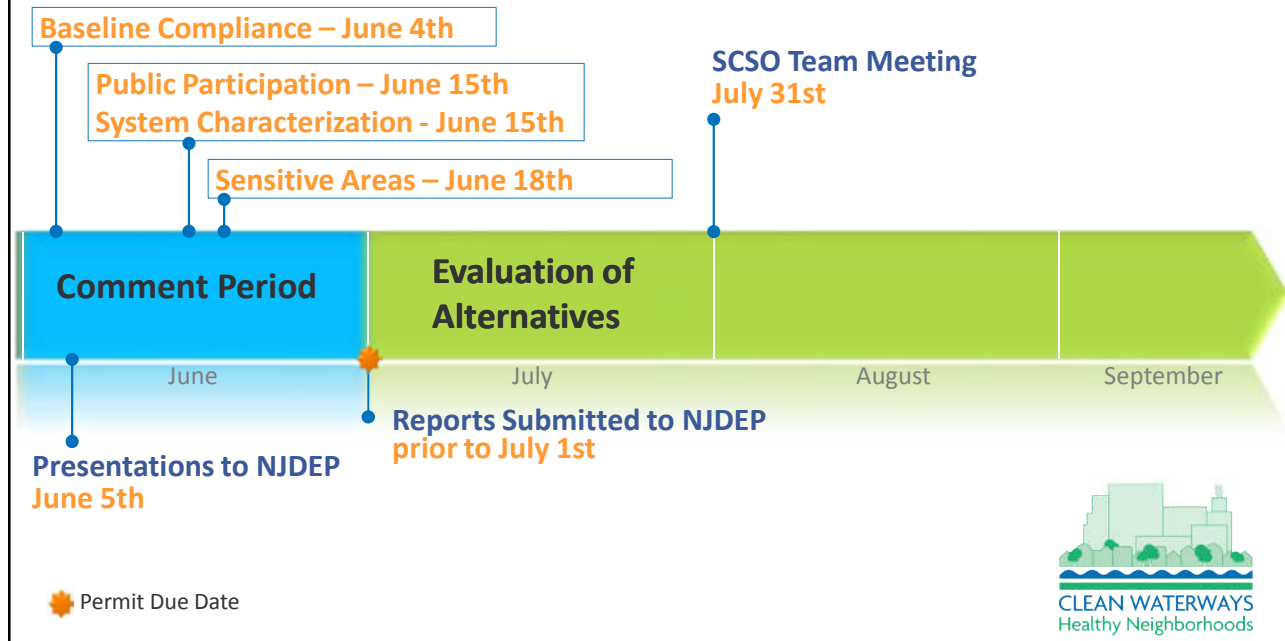 Baseline Compliance – June 4th
Public Participation – June 15th
System Characterization - June 15th
Sensitive Areas – June 18th
SCSO Team Meeting
July 31st
Comment Period
Evaluation of
Alternatives
June
July
August
September
Presentations to NJDEP
June 5th
Reports Submitted to NJDEP
prior to July 1st
Permit Due Date
CLEAN WATERWAYS
Healthy Neighborhoods